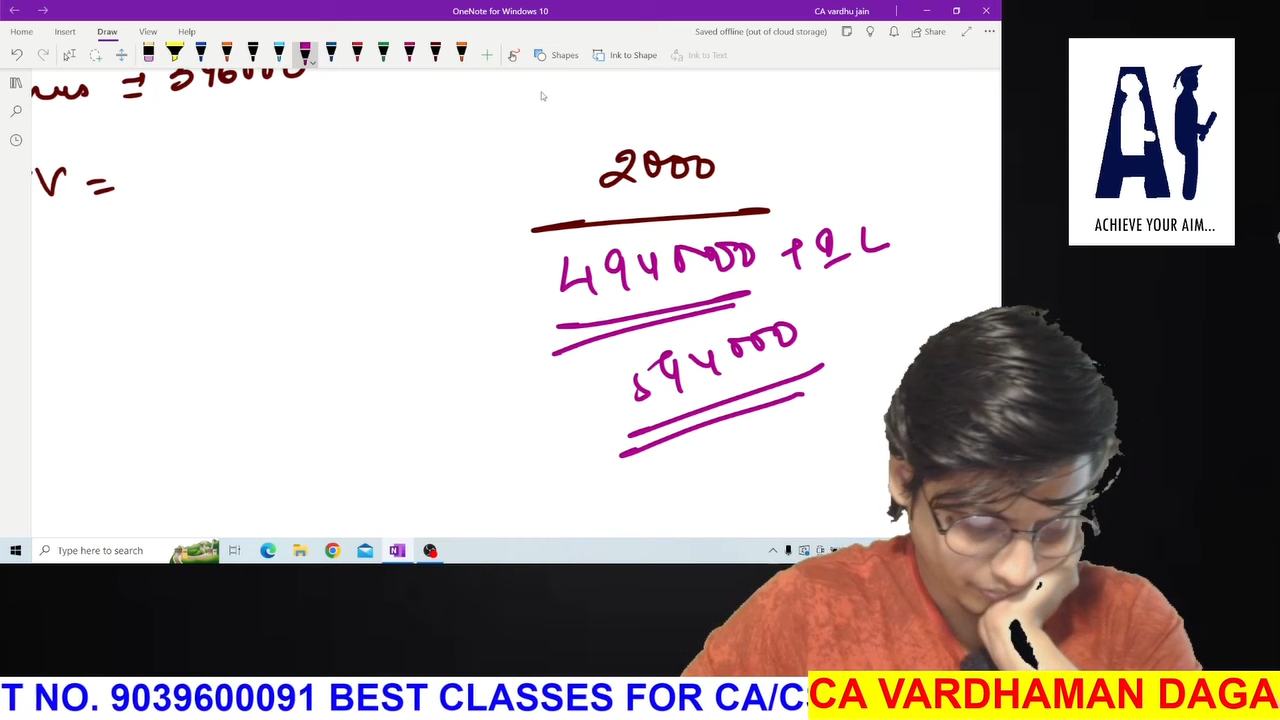 OneNote for Windows 10
CA vardhu jain
Home Insert Draw View Help
Saved offline (out of cloud storage)
Share
Shapes
Ink to Shape
Ink to Text
= 396000
V =
2000
494000 + 1 L
594000
ACHIEVE YOUR AIM...
Type here to search
T NO. 9039600091 BEST CLASSES FOR CA/C
CA VARDHAMAN DAGA